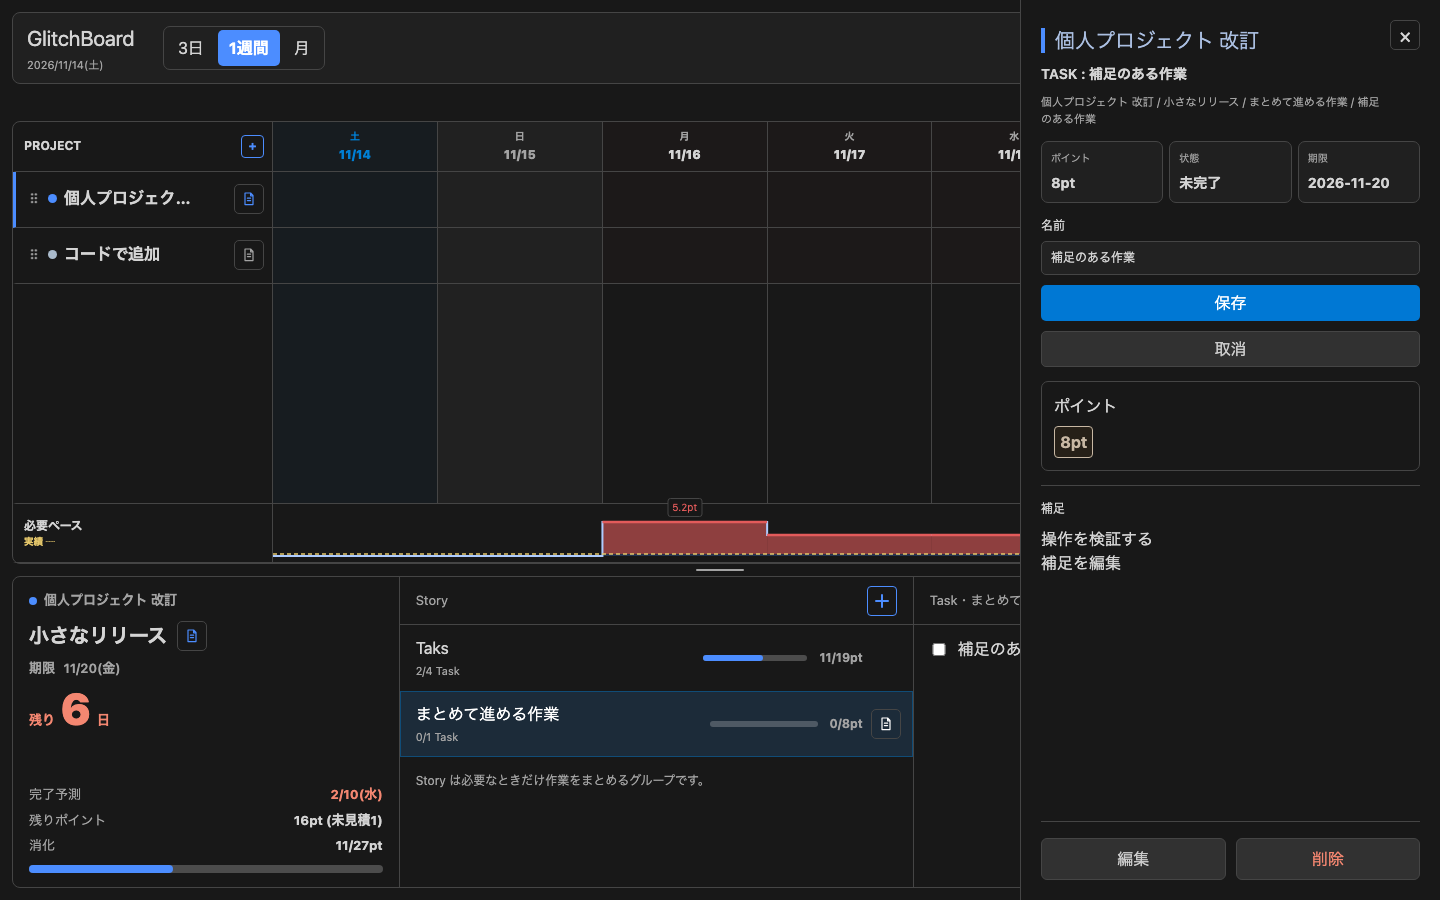 GlitchBoard
2026/11/14(土)
3日 1週間 月
PROJECT
土
11/14
日
11/15
月
11/16
火
11/17
水
個人プロジェク...
コードで追加
必要ペース
実績
5.2pt
個人プロジェクト 改訂
小さなリリース
期限 11/20(金)
残り 6 日
完了予測 2/10(水)
残りポイント 16pt (未見積1)
消化 11/27pt
Story
Taks
2/4 Task
11/19pt
まとめて進める作業
0/1 Task
0/8pt
Story は必要なときだけ作業をまとめるグループです。
Task・まとめて
補足のあ
個人プロジェクト 改訂
TASK : 補足のある作業
個人プロジェクト 改訂 / 小さなリリース / まとめて進める作業 / 補足
のある作業
ポイント
8pt
状態
未完了
期限
2026-11-20
名前
補足のある作業
保存
取消
ポイント
8pt
補足
操作を検証する
補足を編集
編集
削除